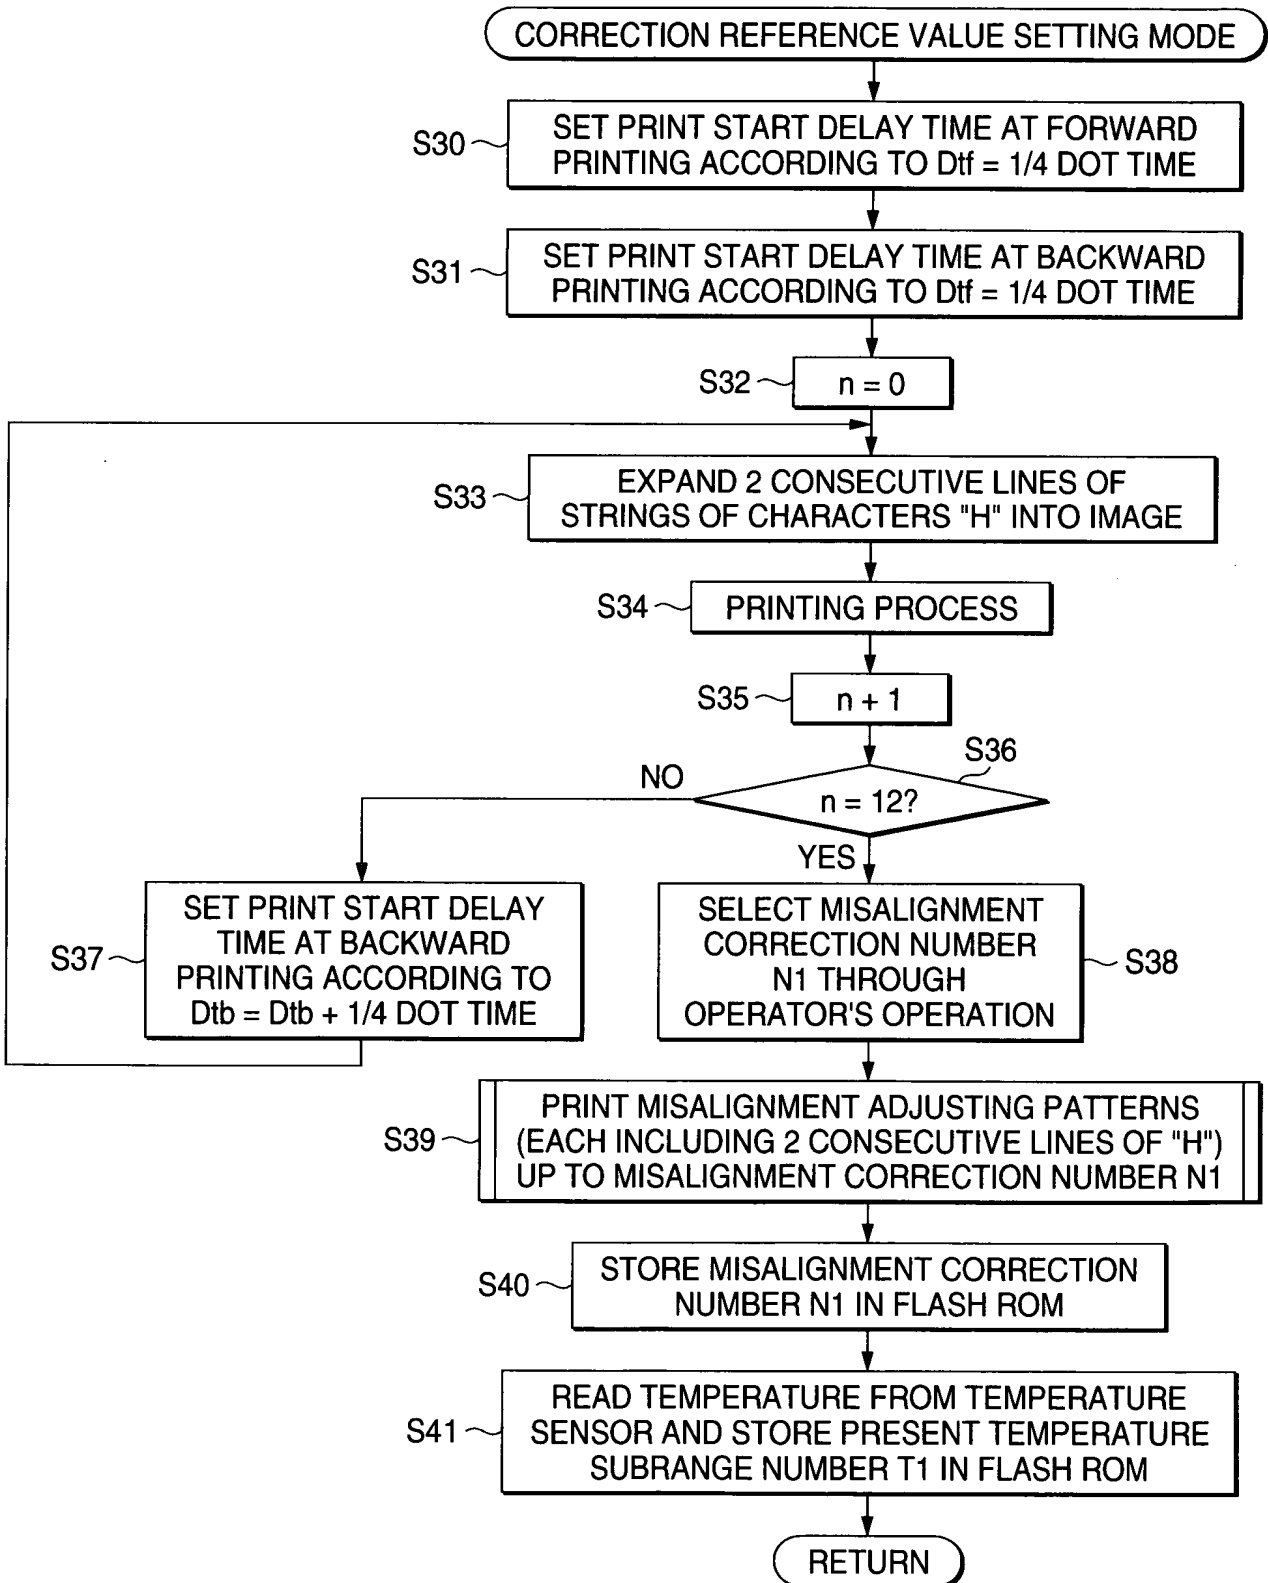 CORRECTION REFERENCE VALUE SETTING MODE
S30
SET PRINT START DELAY TIME AT FORWARD
PRINTING ACCORDING TO Dtf = 1/4 DOT TIME
S31
SET PRINT START DELAY TIME AT BACKWARD
PRINTING ACCORDING TO Dtf = 1/4 DOT TIME
S32
n = 0
S33
EXPAND 2 CONSECUTIVE LINES OF
STRINGS OF CHARACTERS "H" INTO IMAGE
S34
PRINTING PROCESS
S35
n + 1
S36
n = 12?
NO
YES
S37
SET PRINT START DELAY
TIME AT BACKWARD
PRINTING ACCORDING TO
Dtb = Dtb + 1/4 DOT TIME
SELECT MISALIGNMENT
CORRECTION NUMBER
N1 THROUGH
OPERATOR'S OPERATION
S38
S39
PRINT MISALIGNMENT ADJUSTING PATTERNS
(EACH INCLUDING 2 CONSECUTIVE LINES OF "H")
UP TO MISALIGNMENT CORRECTION NUMBER N1
S40
STORE MISALIGNMENT CORRECTION
NUMBER N1 IN FLASH ROM
S41
READ TEMPERATURE FROM TEMPERATURE
SENSOR AND STORE PRESENT TEMPERATURE
SUBRANGE NUMBER T1 IN FLASH ROM
RETURN